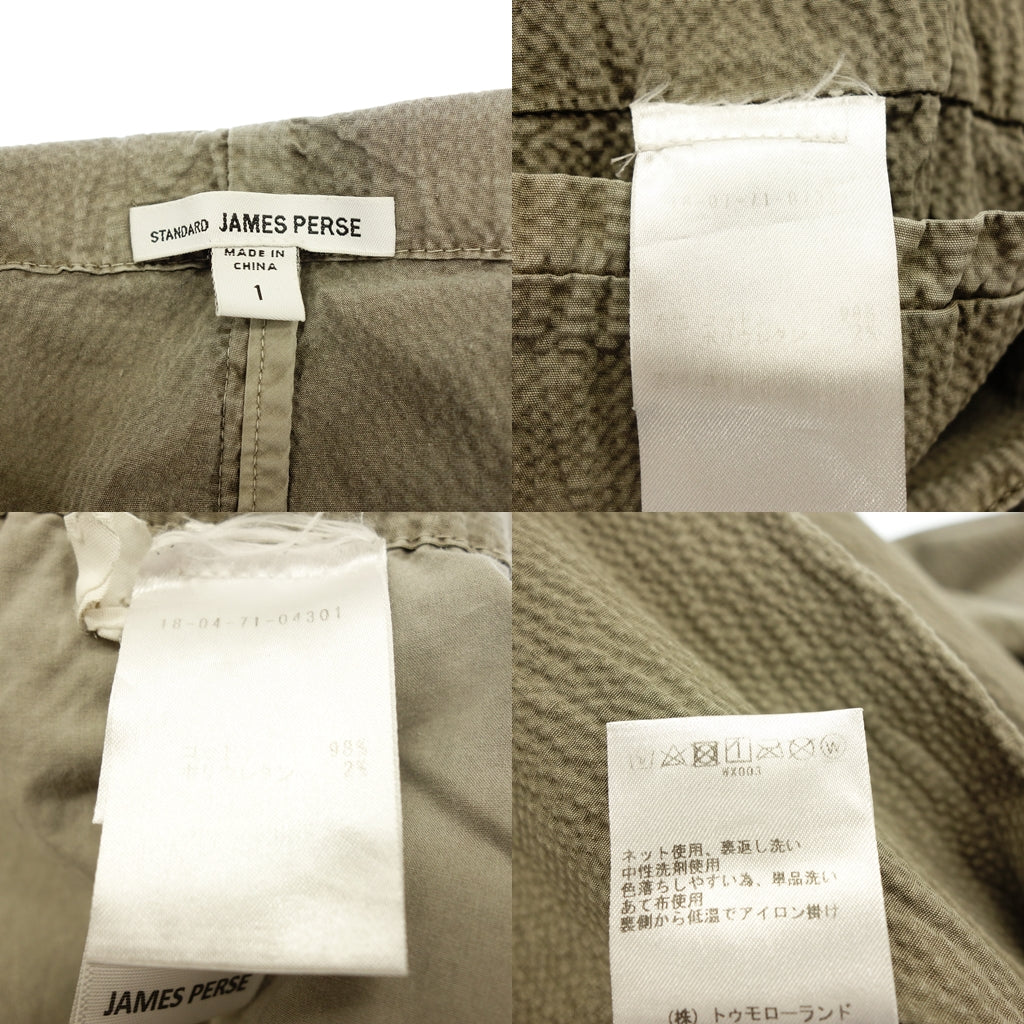 STANDARD JAMES PERSE
MADE IN
CHINA
1
98%
2%
18-04-71-04301
コットン 98%
ポリウレタン 2%
JAMES PERSE
WX003
ネット使用、裏返し洗い
中性洗剤使用
色落ちしやすい為、単品洗い
あて布使用
裏側から低温でアイロン掛け
(株) トゥモローランド